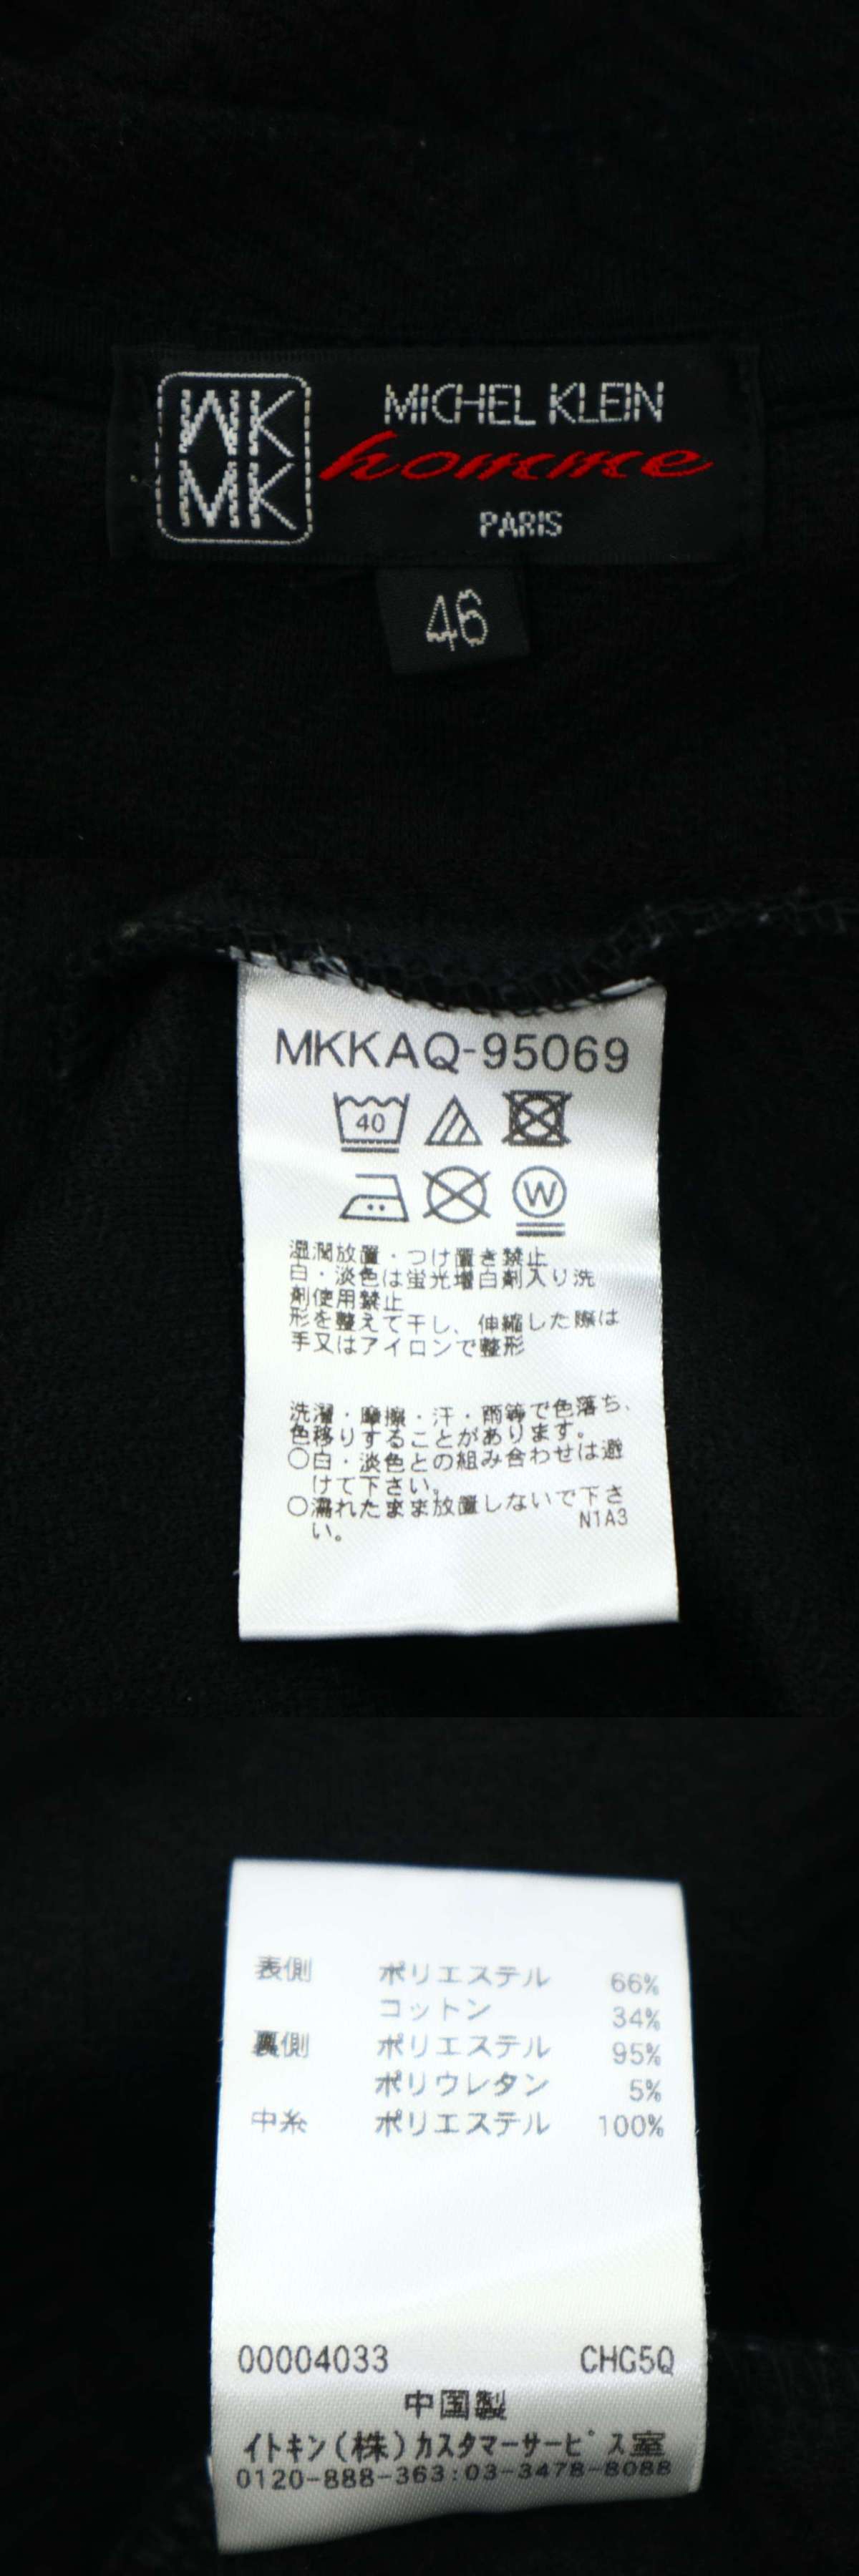 MK
MK
MICHEL KLEIN
homme
PARIS
46
MKKAQ-95069
40
W
湿潤放置・つけ置き禁止
白・淡色は蛍光増白剤入り洗
剤使用禁止
形を整えて干し、伸縮した際は
手又はアイロンで整形
洗濯・摩擦・汗・雨等で色落ち、
色移りすることがあります。
○白・淡色との組み合わせは避
けて下さい。
○濡れたまま放置しないで下さ
い。
N1A3
表側 ポリエステル 66%
コットン 34%
裏側 ポリエステル 95%
ポリウレタン 5%
中糸 ポリエステル 100%
00004033 CHG5Q
中国製
イトキン(株)カスタマーサービス室
0120-888-363:03-3478-8088